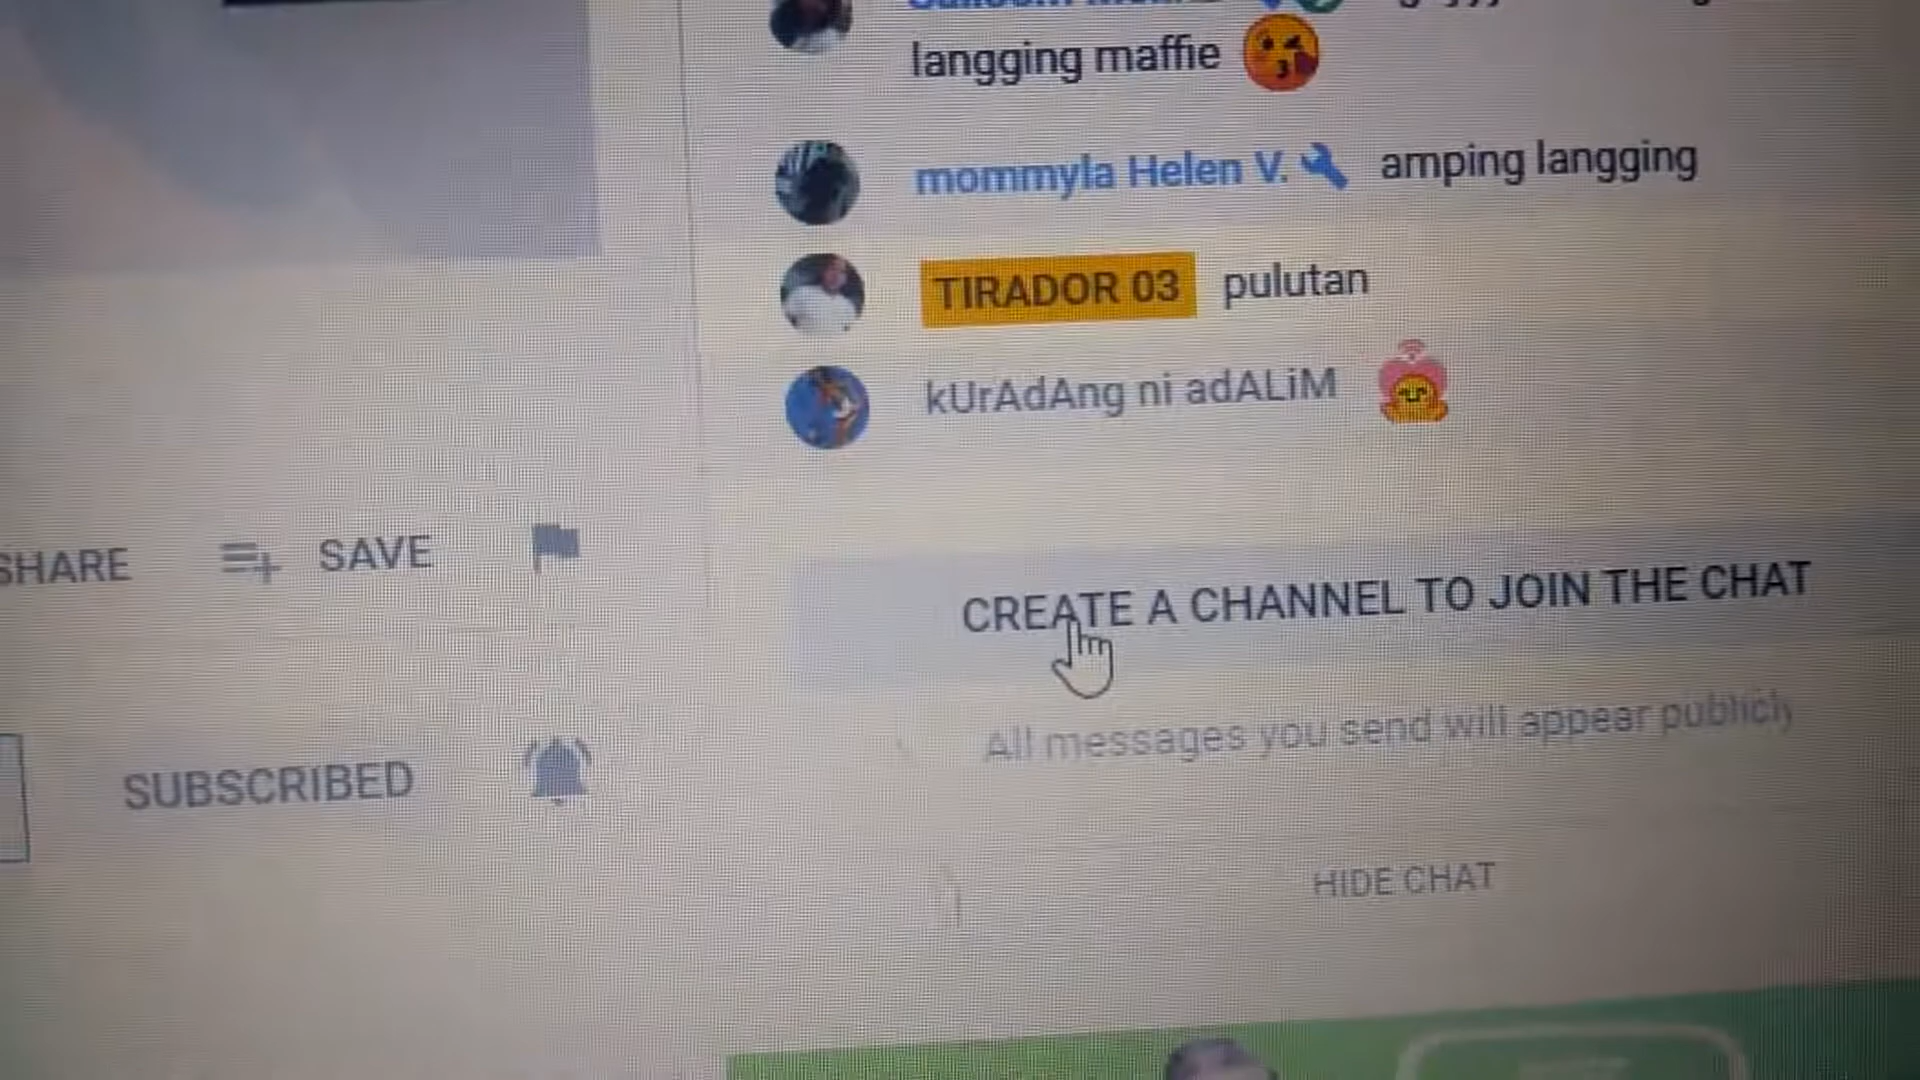 langging maffie
mommyla Helen V. amping langging
TIRADOR 03 pulutan
kUrAdAng ni adALiM
SHARE SAVE
CREATE A CHANNEL TO JOIN THE CHAT
All messages you send will appear publicly
SUBSCRIBED
HIDE CHAT